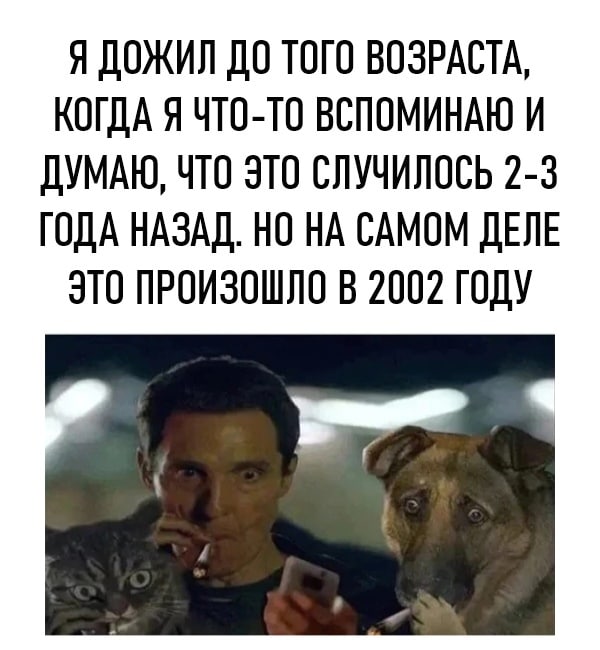 Я ДОЖИЛ ДО ТОГО ВОЗРАСТА,
КОГДА Я ЧТО-ТО ВСПОМИНАЮ И
ДУМАЮ, ЧТО ЭТО СЛУЧИЛОСЬ 2-3
ГОДА НАЗАД. НО НА САМОМ ДЕЛЕ
ЭТО ПРОИЗОШЛО В 2002 ГОДУ